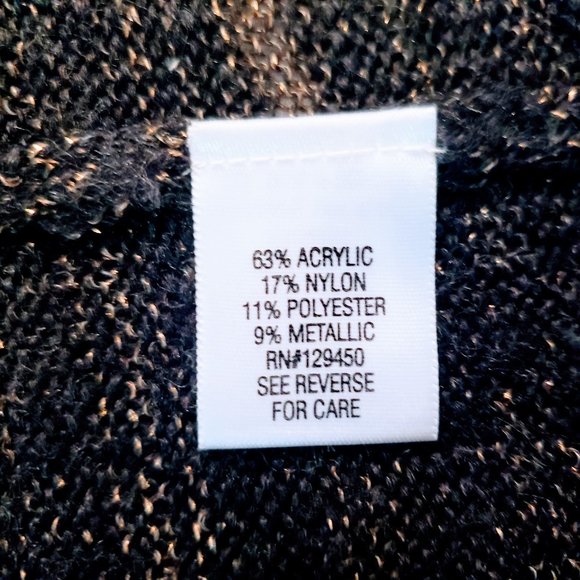 63% ACRYLIC
17% NYLON
11% POLYESTER
9% METALLIC
RN#129450
SEE REVERSE
FOR CARE